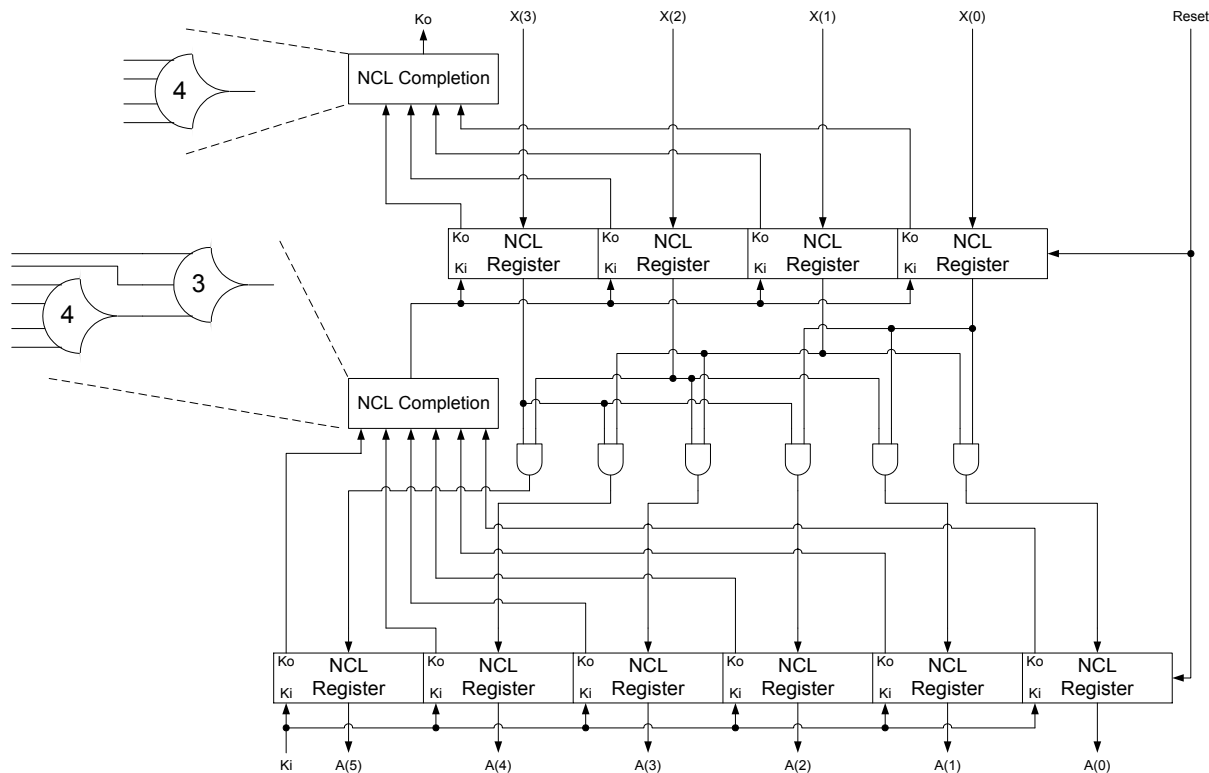 Ko X(3) X(2) X(1) X(0) Reset
NCL Completion
4
Ko NCL Register Ki
Ko NCL Register Ki
Ko NCL Register Ki
Ko NCL Register Ki
3
4
NCL Completion
Ko NCL Register Ki
Ko NCL Register Ki
Ko NCL Register Ki
Ko NCL Register Ki
Ko NCL Register Ki
Ko NCL Register Ki
Ki A(5) A(4) A(3) A(2) A(1) A(0)